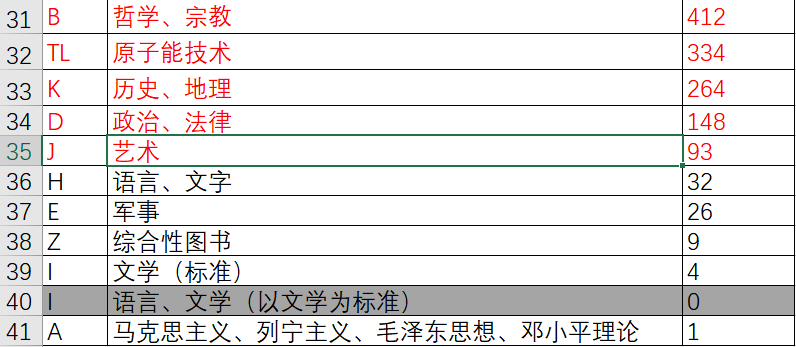 31 B 哲学、宗教 412
32 TL 原子能技术 334
33 K 历史、地理 264
34 D 政治、法律 148
35 J 艺术 93
36 H 语言、文字 32
37 E 军事 26
38 Z 综合性图书 9
39 I 文学（标准） 4
40 I 语言、文学（以文学为标准） 0
41 A 马克思主义、列宁主义、毛泽东思想、邓小平理论 1